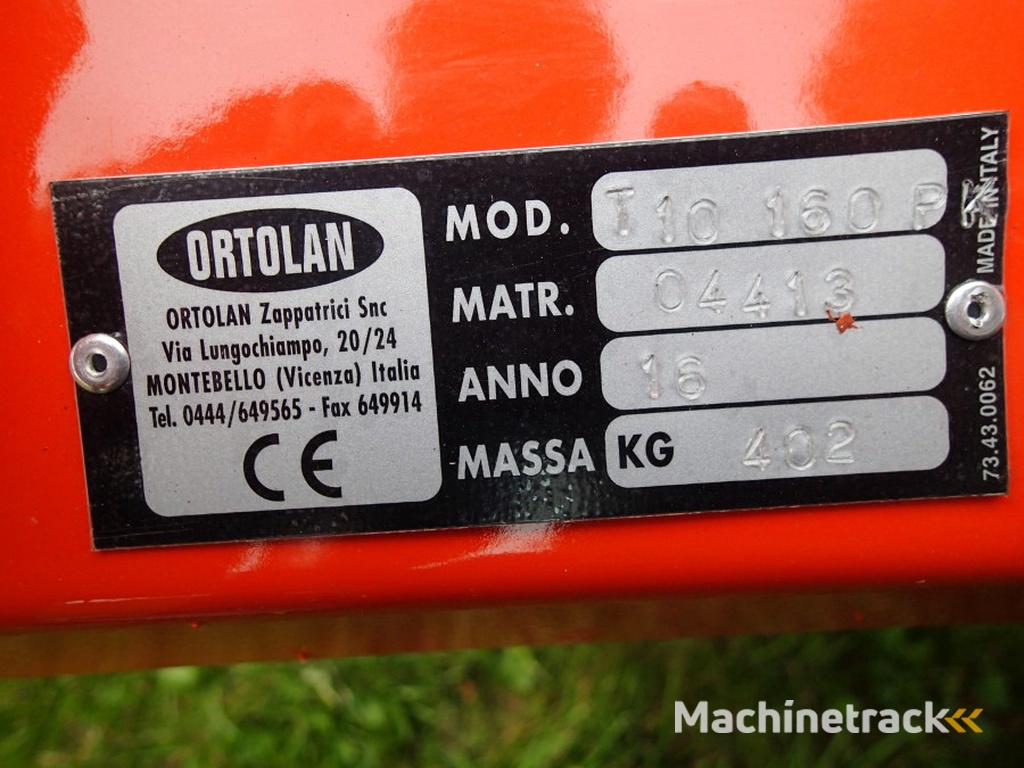 ORTOLAN
ORTOLAN Zappatrici Snc
Via Lungochiampo, 20/24
MONTEBELLO (Vicenza) Italia
Tel. 0444/649565 - Fax 649914
CE
MOD. T10 160 P
MATR. 04413
ANNO 16
MASSA KG 402
MADE IN ITALY
73.43.0062
Machinetrack